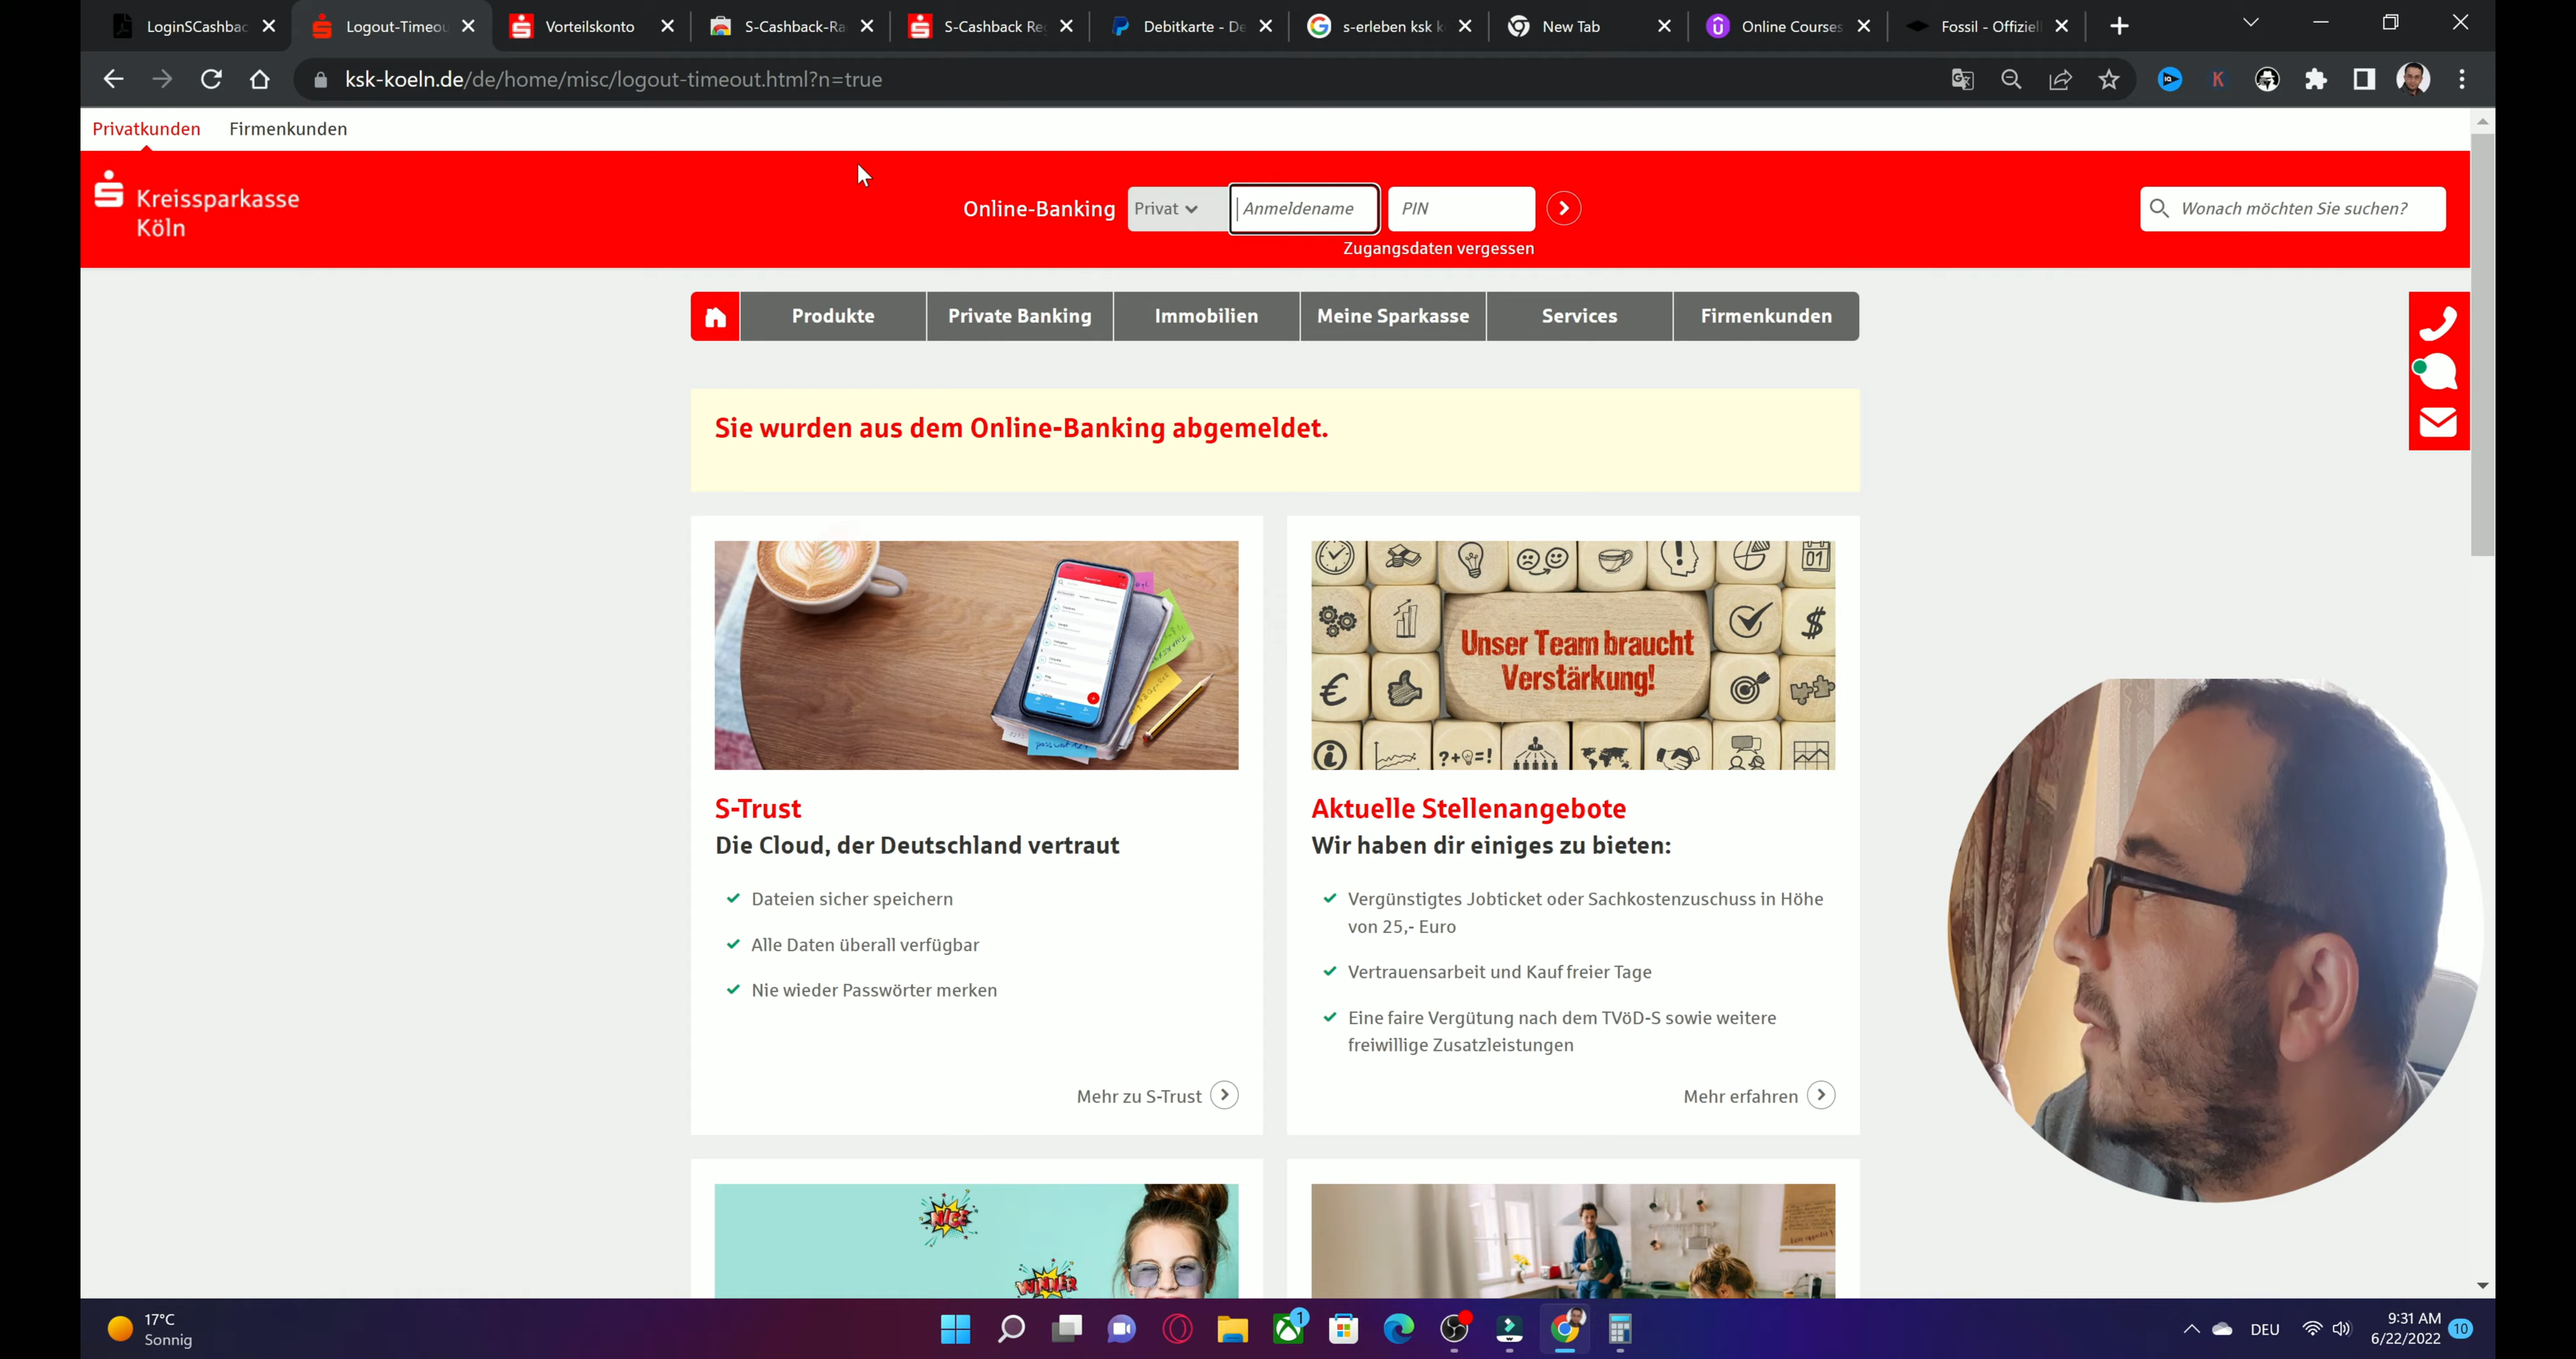 LoginSCashbac
Logout-Timeou
Vorteilskonto
S-Cashback-Ra
S-Cashback Re
Debitkarte - De
s-erleben ksk k
New Tab
Online Courses
Fossil - Offiziell
ksk-koeln.de/de/home/misc/logout-timeout.html?n=true
Privatkunden Firmenkunden
Kreissparkasse
Köln
Online-Banking Privat Anmeldename PIN
Wonach möchten Sie suchen?
Zugangsdaten vergessen
Produkte Private Banking Immobilien Meine Sparkasse Services Firmenkunden
Sie wurden aus dem Online-Banking abgemeldet.
S-Trust
Die Cloud, der Deutschland vertraut
Dateien sicher speichern
Alle Daten überall verfügbar
Nie wieder Passwörter merken
Mehr zu S-Trust
Unser Team braucht
Verstärkung!
01
?+=!
Aktuelle Stellenangebote
Wir haben dir einiges zu bieten:
Vergünstigtes Jobticket oder Sachkostenzuschuss in Höhe
von 25,- Euro
Vertrauensarbeit und Kauf freier Tage
Eine faire Vergütung nach dem TVöD-S sowie weitere
freiwillige Zusatzleistungen
Mehr erfahren
NICE
WINNER
17°C
Sonnig
1
DEU
9:31 AM
6/22/2022
10